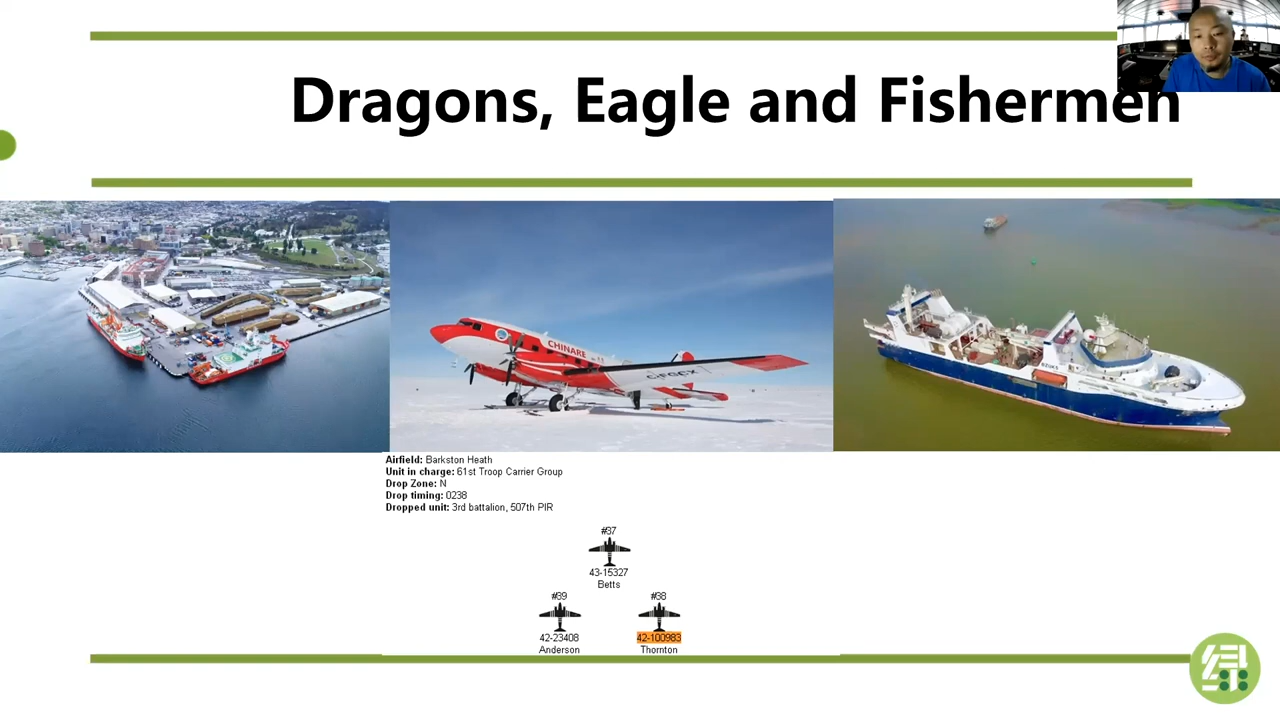 Dragons, Eagle and Fishermen
CHINARE
Airfield: Barkston Heath
Unit in charge: 61st Troop Carrier Group
Drop Zone: N
Drop timing: 0238
Dropped unit: 3rd battalion, 507th PIR
#37
43-15327
Betts
#39 #38
42-23408 42-100983
Anderson Thornton